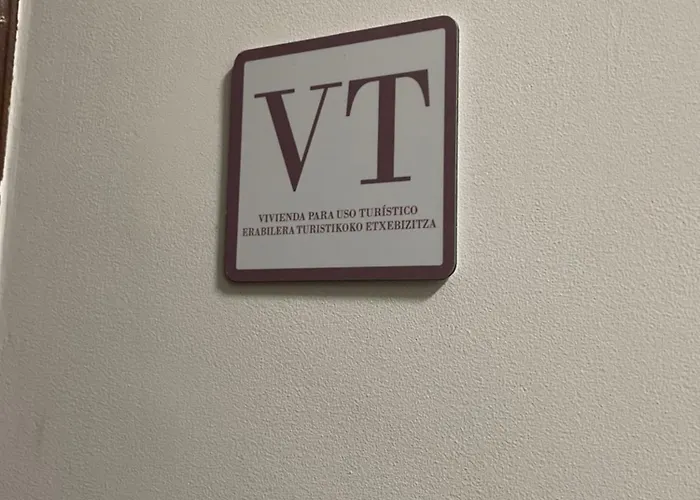 VT
VIVIENDA PARA USO TURÍSTICO
ERABILERA TURISTIKOKO ETXEBIZITZA